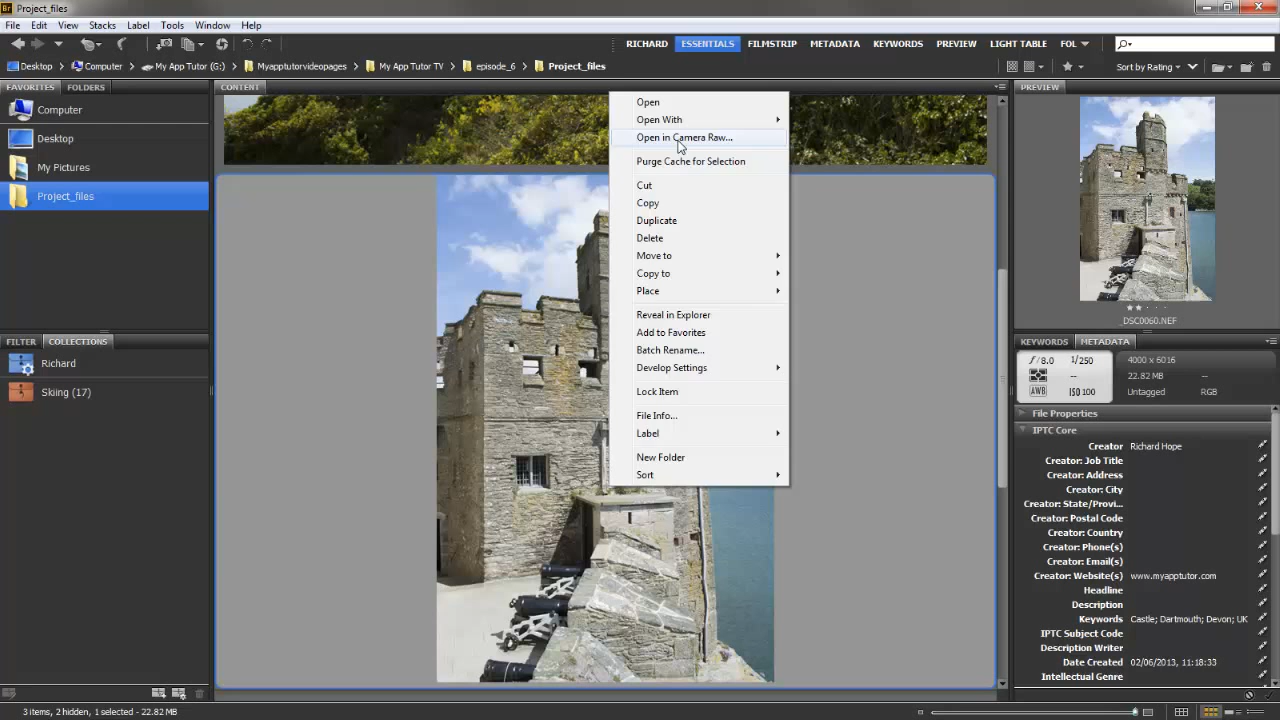 Br Project_files
File Edit View Stacks Label Tools Window Help
RICHARD ESSENTIALS FILMSTRIP METADATA KEYWORDS PREVIEW LIGHT TABLE FOL
Desktop Computer My App Tutor (G:) Myapptutorvideopages My App Tutor TV episode_6 Project_files Sort by Rating
FAVORITES FOLDERS
Computer
Desktop
My Pictures
Project_files
FILTER COLLECTIONS
Richard
Skiing (17)
CONTENT
Open
Open With
Open in Camera Raw...
Purge Cache for Selection
Cut
Copy
Duplicate
Delete
Move to
Copy to
Place
Reveal in Explorer
Add to Favorites
Batch Rename...
Develop Settings
Lock Item
File Info...
Label
New Folder
Sort
PREVIEW
_DSC0060.NEF
KEYWORDS METADATA
ƒ/8.0 1/250 4000 x 6016
-- 22.82 MB --
AWB ISO 100 Untagged RGB
File Properties
IPTC Core
Creator Richard Hope
Creator: Job Title
Creator: Address
Creator: City
Creator: State/Provi...
Creator: Postal Code
Creator: Country
Creator: Phone(s)
Creator: Email(s)
Creator: Website(s) www.myapptutor.com
Headline
Description
Keywords Castle; Dartmouth; Devon; UK
IPTC Subject Code
Description Writer
Date Created 02/06/2013, 11:18:33
Intellectual Genre
3 items, 2 hidden, 1 selected - 22.82 MB